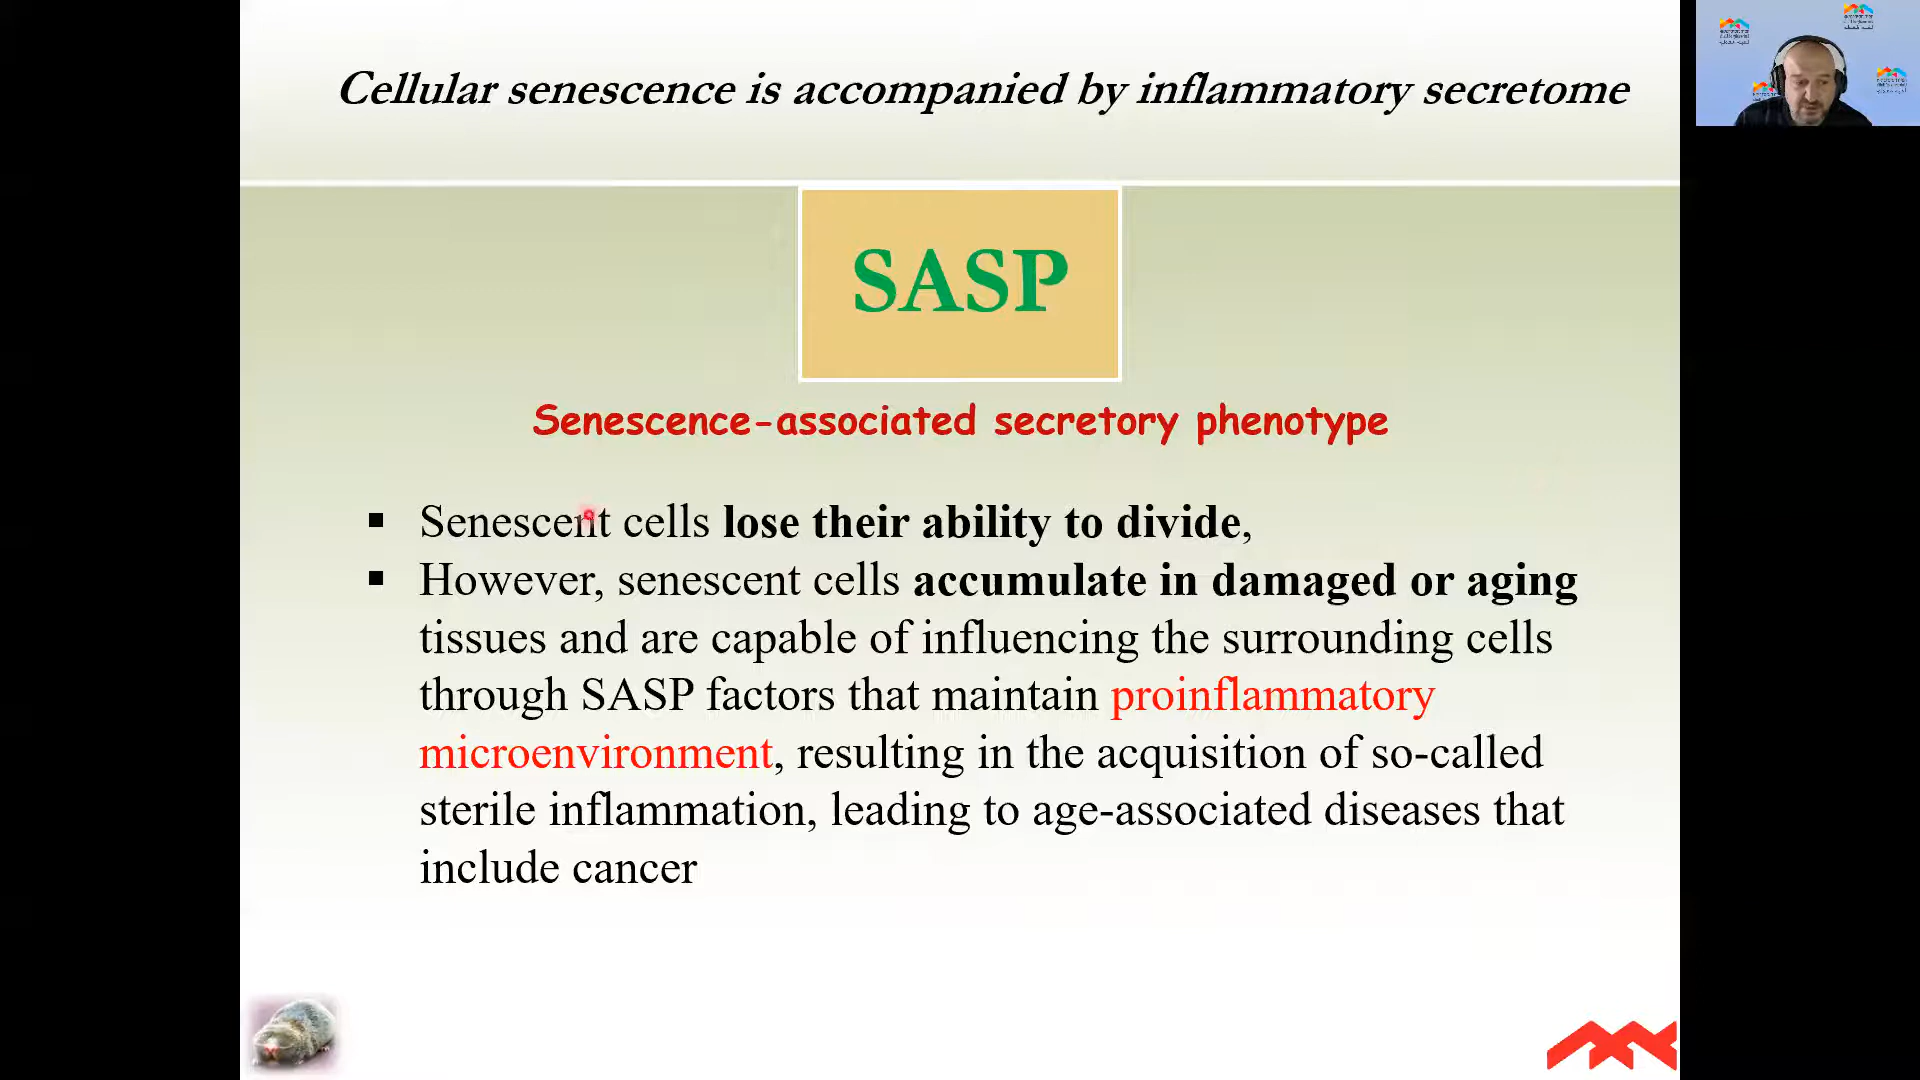 Cellular senescence is accompanied by inflammatory secretome
SASP
Senescence-associated secretory phenotype
▪ Senescent cells lose their ability to divide,
▪ However, senescent cells accumulate in damaged or aging
tissues and are capable of influencing the surrounding cells
through SASP factors that maintain proinflammatory
microenvironment, resulting in the acquisition of so-called
sterile inflammation, leading to age-associated diseases that
include cancer